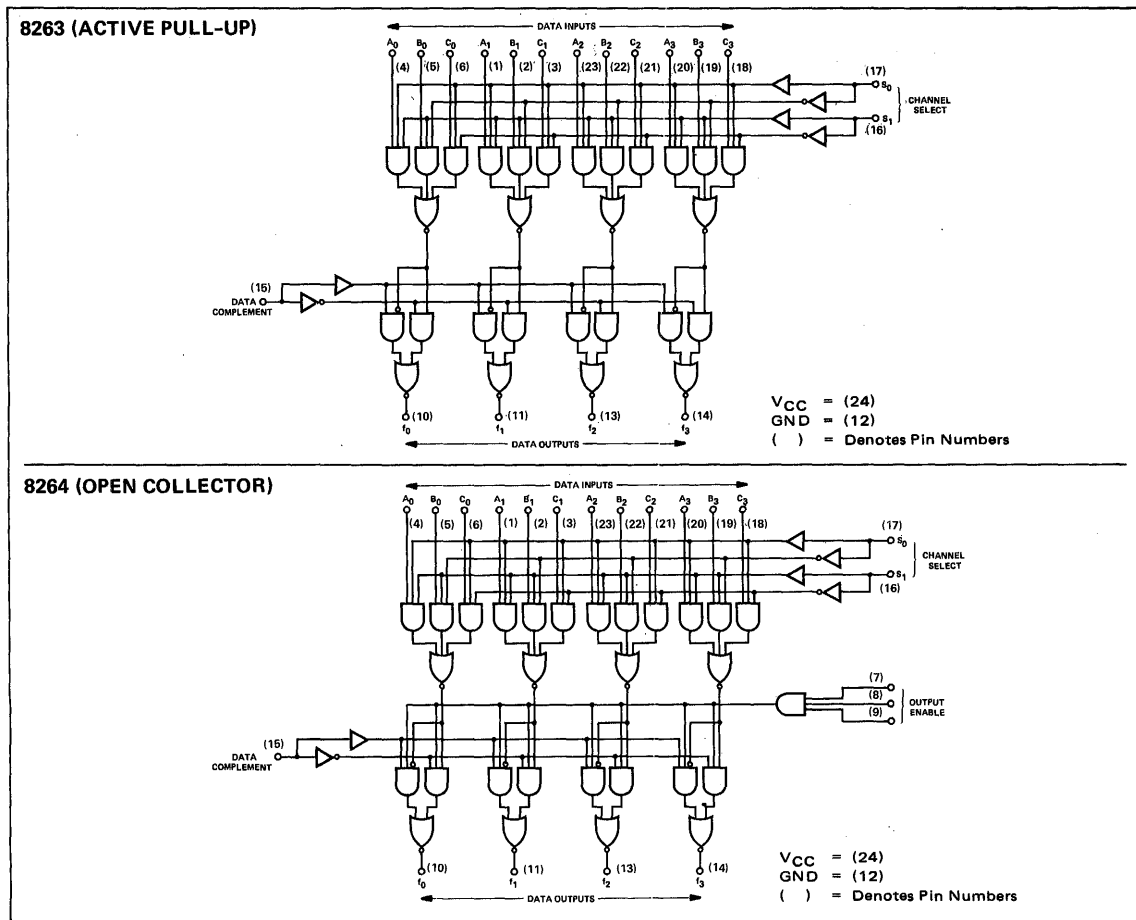 8263 (ACTIVE PULL-UP)
DATA INPUTS
A0 B0 C0 A1 B1 C1 A2 B2 C2 A3 B3 C3
(4) (5) (6) (1) (2) (3) (23) (22) (21) (20) (19) (18)
(17)
s0
CHANNEL
SELECT
s1
(16)
(15)
DATA
COMPLEMENT
(10) (11) (13) (14)
f0 f1 f2 f3
DATA OUTPUTS
VCC = (24)
GND = (12)
( ) = Denotes Pin Numbers
8264 (OPEN COLLECTOR)
DATA INPUTS
A0 B0 C0 A1 B1 C1 A2 B2 C2 A3 B3 C3
(4) (5) (6) (1) (2) (3) (23) (22) (21) (20) (19) (18)
(17)
s0
CHANNEL
SELECT
s1
(16)
(7)
(8)
OUTPUT
ENABLE
(9)
(15)
DATA
COMPLEMENT
(10) (11) (13) (14)
f0 f1 f2 f3
DATA OUTPUTS
VCC = (24)
GND = (12)
( ) = Denotes Pin Numbers